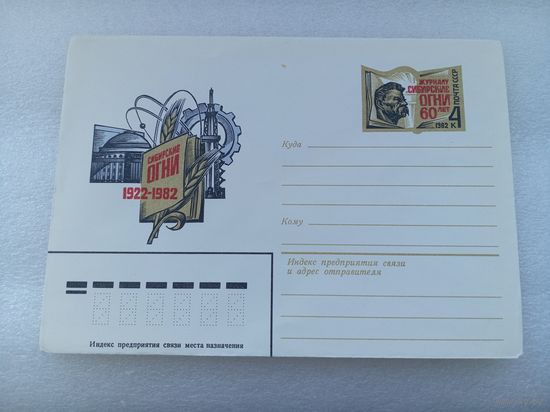 ЖУРНАЛУ
"СИБИРСКИЕ
ОГНИ"
60 ЛЕТ
1982
4 К
ПОЧТА СССР
СИБИРСКИЕ
ОГНИ
1922-1982
Куда
Кому
Индекс предприятия связи
и адрес отправителя
Индекс предприятия связи места назначения